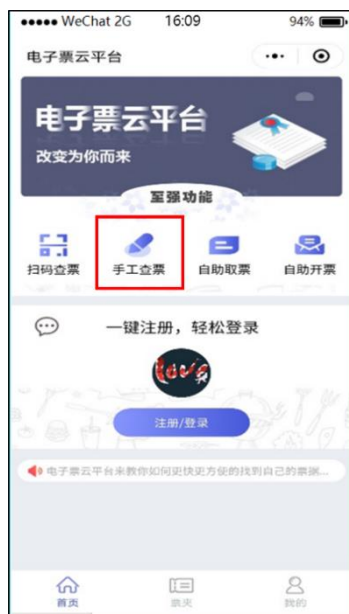 WeChat 2G 16:09 94%
电子票云平台
电子票云平台
改变为你而来
至强功能
扫码查票 手工查票 自助取票 自助开票
一键注册，轻松登录
love
注册/登录
电子票云平台来教你如何更快更方便的找到自己的票据...
首页 票夹 我的